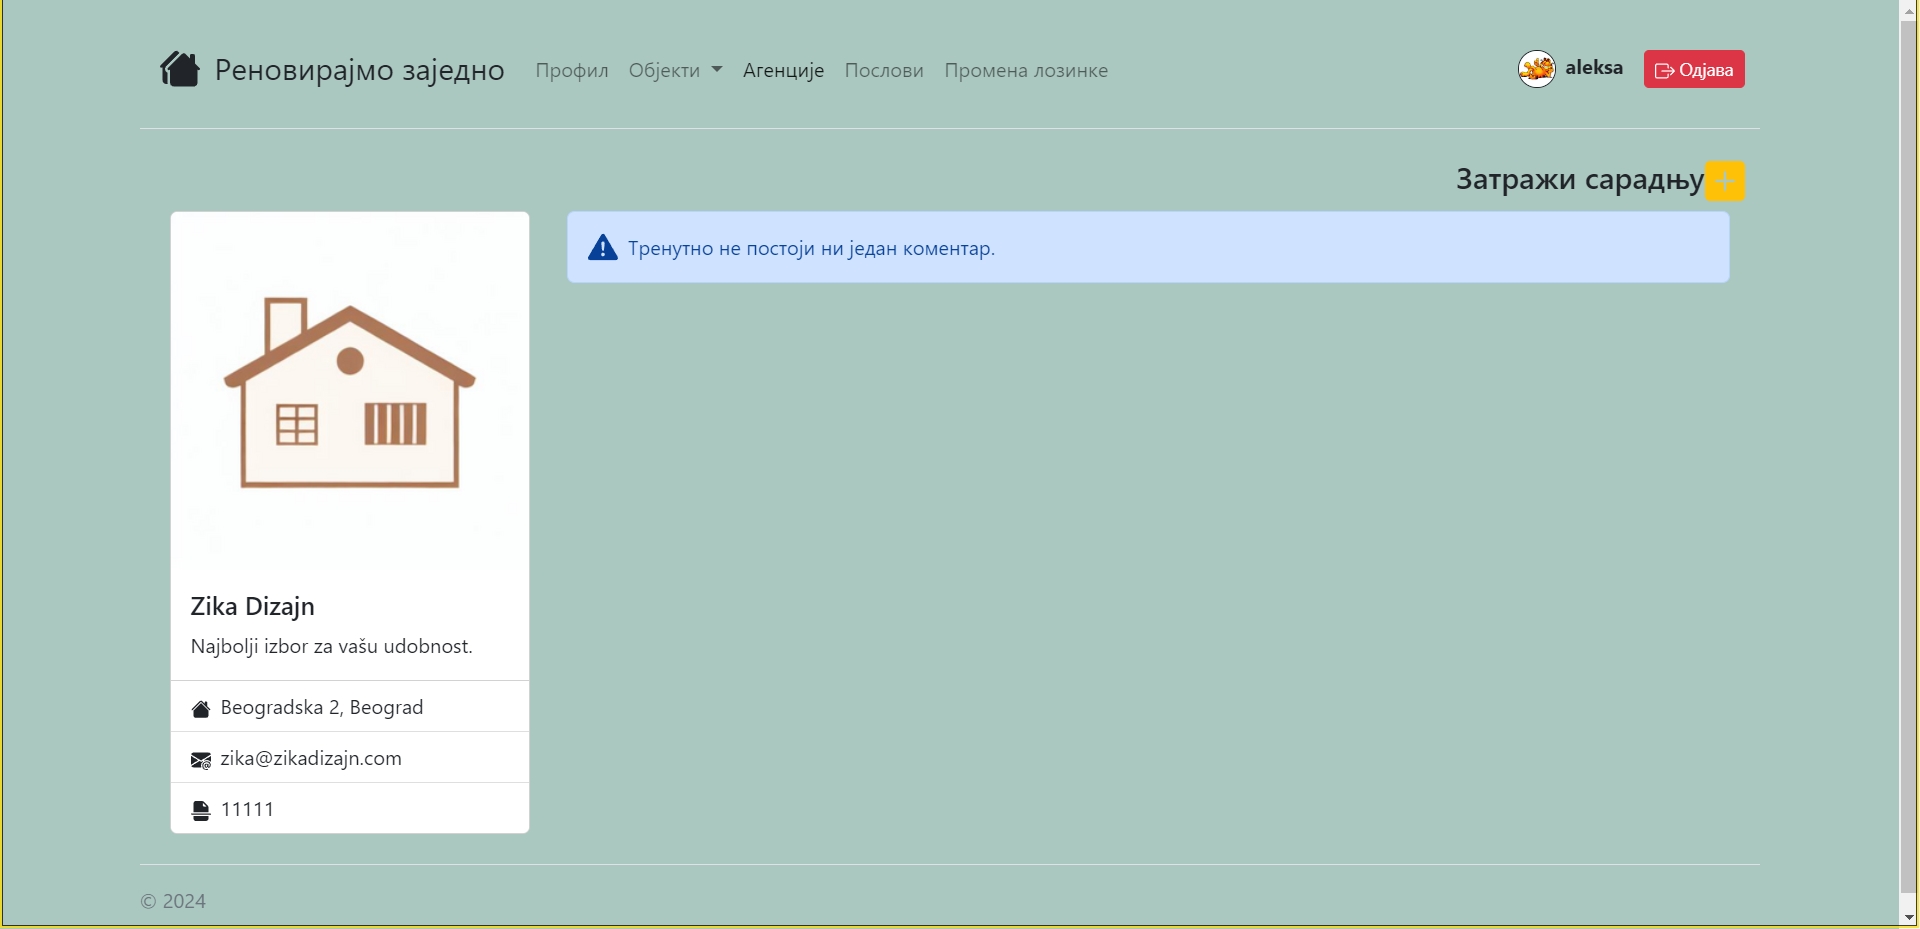 Реновирајмо заједно Профил Објекти Агенције Послови Промена лозинке aleksa Одјава
Затражи сарадњу
Тренутно не постоји ни један коментар.
Zika Dizajn
Najbolji izbor za vašu udobnost.
Beogradska 2, Beograd
zika@zikadizajn.com
11111
© 2024